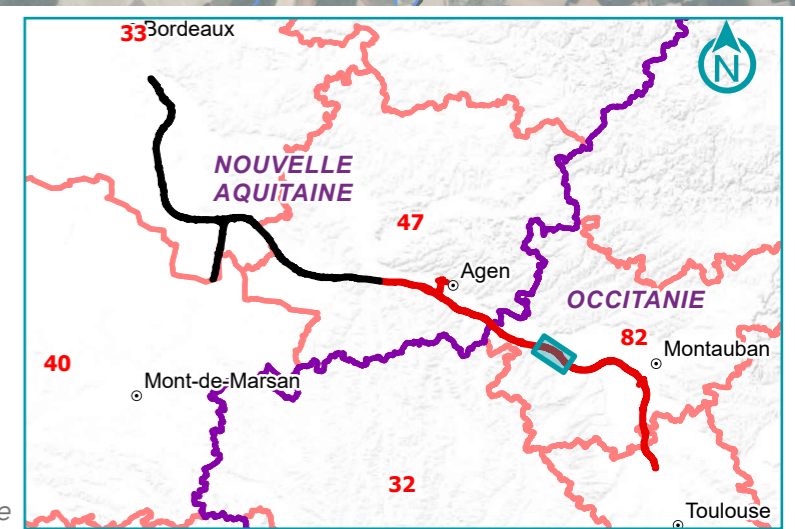 33
Bordeaux
N
NOUVELLE
AQUITAINE
47
Agen
OCCITANIE
82
Montauban
40
Mont-de-Marsan
32
Toulouse
e